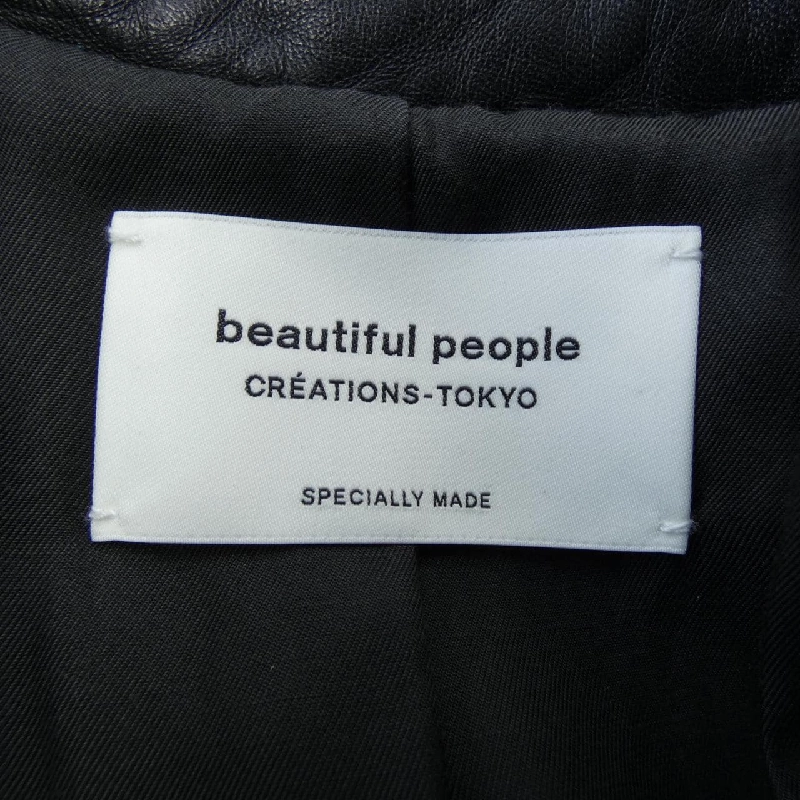 beautiful people
CRÉATIONS-TOKYO
SPECIALLY MADE